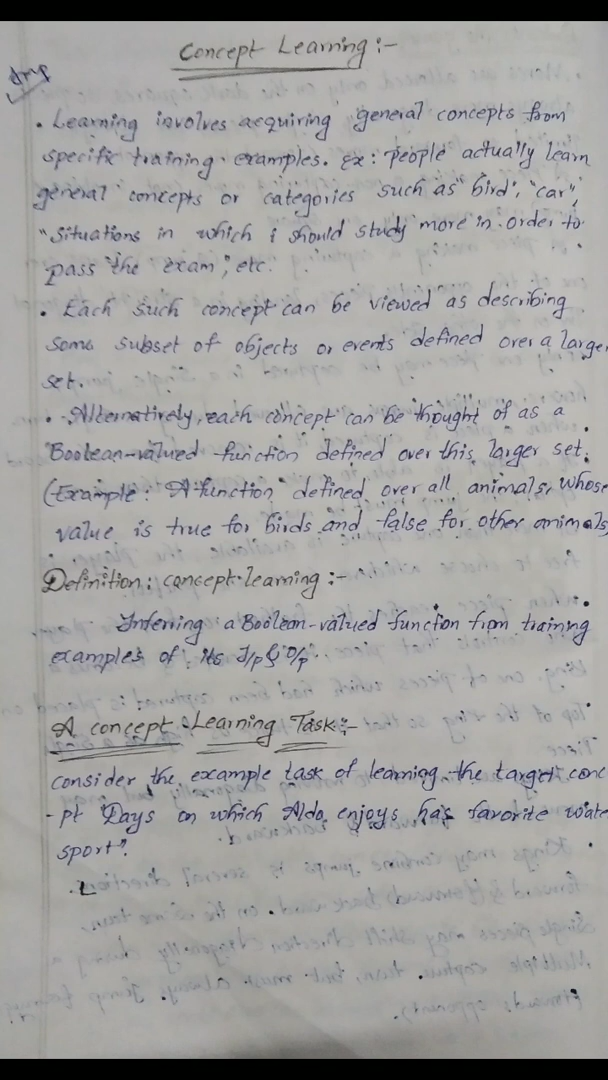 Concept Learning :-
Imp
• Learning involves acquiring general concepts from
specific training examples. Ex: people actually learn
general concepts or categories such as "bird", "car",
"situations in which i should study more in order to
pass the exam", etc.
• Each such concept can be viewed as describing
some subset of objects or events defined over a larger
set.
• Alternatively, each concept can be thought of as a
Boolean-valued function defined over this larger set.
(Example: A function defined over all animals, whose
value is true for birds and false for other animals
Definition: concept learning :-
Inferring a Boolean-valued function from training
examples of its I/p & O/p.
A concept Learning Task :-
consider the example task of learning the target conc
-pt "Days on which Aldo enjoys has favorite wate
sport".